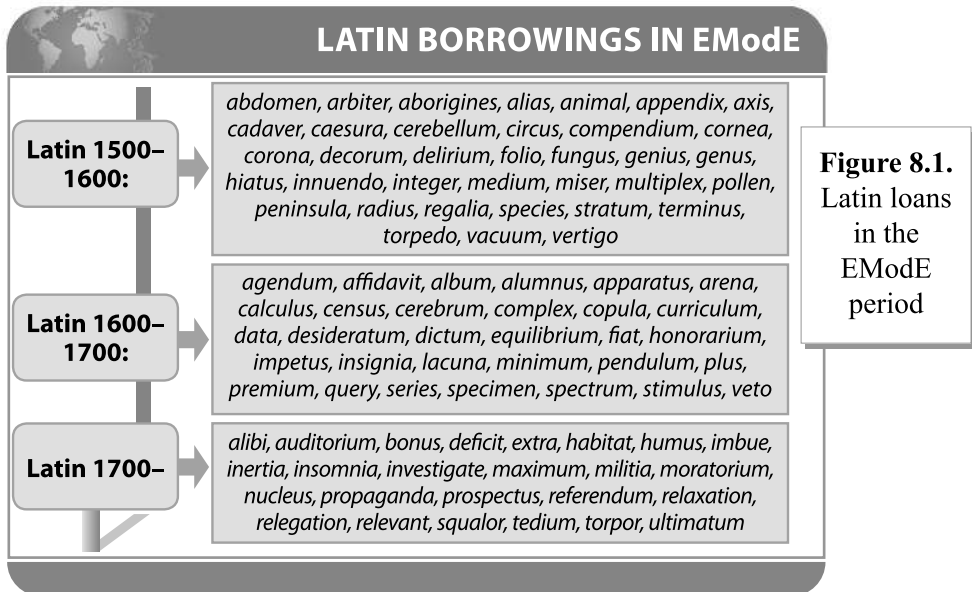 LATIN BORROWINGS IN EModE
Latin 1500–
1600:
abdomen, arbiter, aborigines, alias, animal, appendix, axis,
cadaver, caesura, cerebellum, circus, compendium, cornea,
corona, decorum, delirium, folio, fungus, genius, genus,
hiatus, innuendo, integer, medium, miser, multiplex, pollen,
peninsula, radius, regalia, species, stratum, terminus,
torpedo, vacuum, vertigo
Latin 1600–
1700:
agendum, affidavit, album, alumnus, apparatus, arena,
calculus, census, cerebrum, complex, copula, curriculum,
data, desideratum, dictum, equilibrium, fiat, honorarium,
impetus, insignia, lacuna, minimum, pendulum, plus,
premium, query, series, specimen, spectrum, stimulus, veto
Latin 1700–
alibi, auditorium, bonus, deficit, extra, habitat, humus, imbue,
inertia, insomnia, investigate, maximum, militia, moratorium,
nucleus, propaganda, prospectus, referendum, relaxation,
relegation, relevant, squalor, tedium, torpor, ultimatum
Figure 8.1.
Latin loans
in the
EModE
period